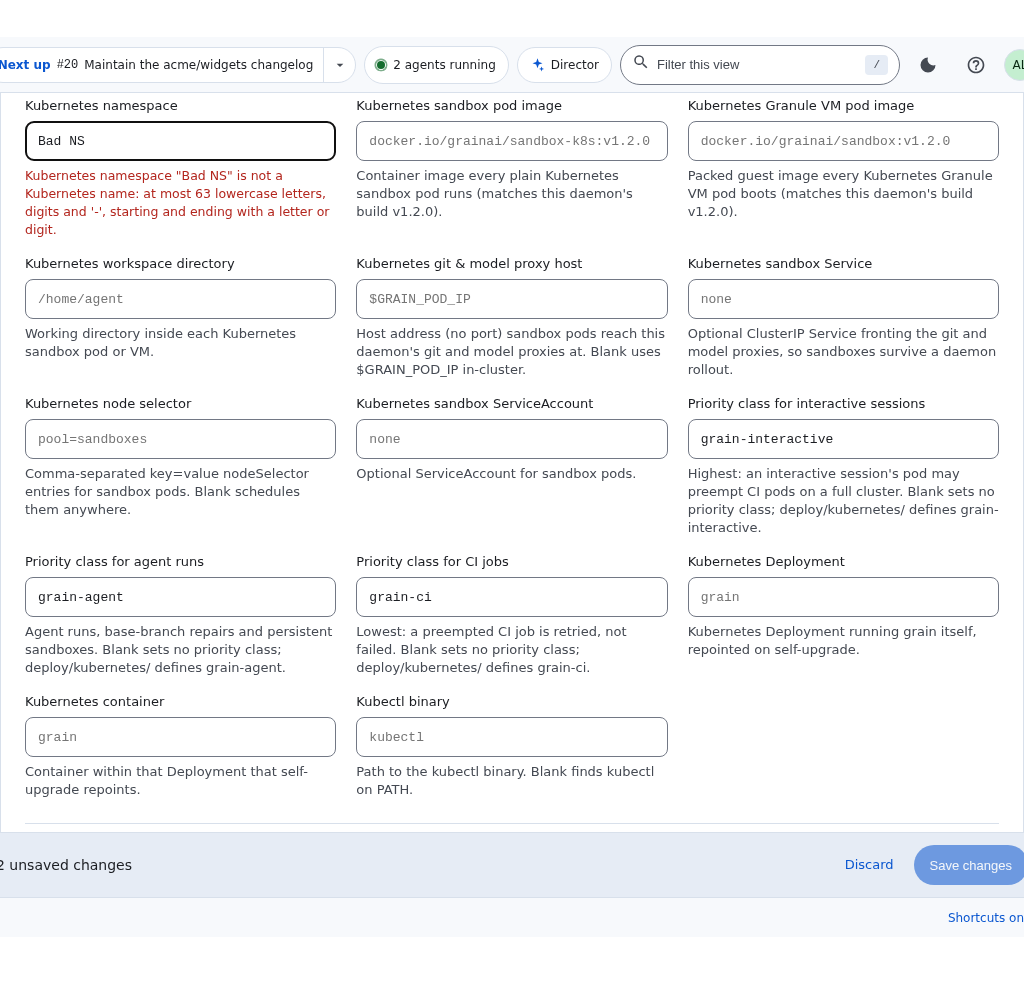 Next up #20 Maintain the acme/widgets changelog
2 agents running
Director
Filter this view
/
AL
Kubernetes namespace
Bad NS
Kubernetes namespace "Bad NS" is not a
Kubernetes name: at most 63 lowercase letters,
digits and '-', starting and ending with a letter or
digit.
Kubernetes sandbox pod image
docker.io/grainai/sandbox-k8s:v1.2.0
Container image every plain Kubernetes
sandbox pod runs (matches this daemon's
build v1.2.0).
Kubernetes Granule VM pod image
docker.io/grainai/sandbox:v1.2.0
Packed guest image every Kubernetes Granule
VM pod boots (matches this daemon's build
v1.2.0).
Kubernetes workspace directory
/home/agent
Working directory inside each Kubernetes
sandbox pod or VM.
Kubernetes git & model proxy host
$GRAIN_POD_IP
Host address (no port) sandbox pods reach this
daemon's git and model proxies at. Blank uses
$GRAIN_POD_IP in-cluster.
Kubernetes sandbox Service
none
Optional ClusterIP Service fronting the git and
model proxies, so sandboxes survive a daemon
rollout.
Kubernetes node selector
pool=sandboxes
Comma-separated key=value nodeSelector
entries for sandbox pods. Blank schedules
them anywhere.
Kubernetes sandbox ServiceAccount
none
Optional ServiceAccount for sandbox pods.
Priority class for interactive sessions
grain-interactive
Highest: an interactive session's pod may
preempt CI pods on a full cluster. Blank sets no
priority class; deploy/kubernetes/ defines grain-
interactive.
Priority class for agent runs
grain-agent
Agent runs, base-branch repairs and persistent
sandboxes. Blank sets no priority class;
deploy/kubernetes/ defines grain-agent.
Priority class for CI jobs
grain-ci
Lowest: a preempted CI job is retried, not
failed. Blank sets no priority class;
deploy/kubernetes/ defines grain-ci.
Kubernetes Deployment
grain
Kubernetes Deployment running grain itself,
repointed on self-upgrade.
Kubernetes container
grain
Container within that Deployment that self-
upgrade repoints.
Kubectl binary
kubectl
Path to the kubectl binary. Blank finds kubectl
on PATH.
2 unsaved changes
Discard
Save changes
Shortcuts on